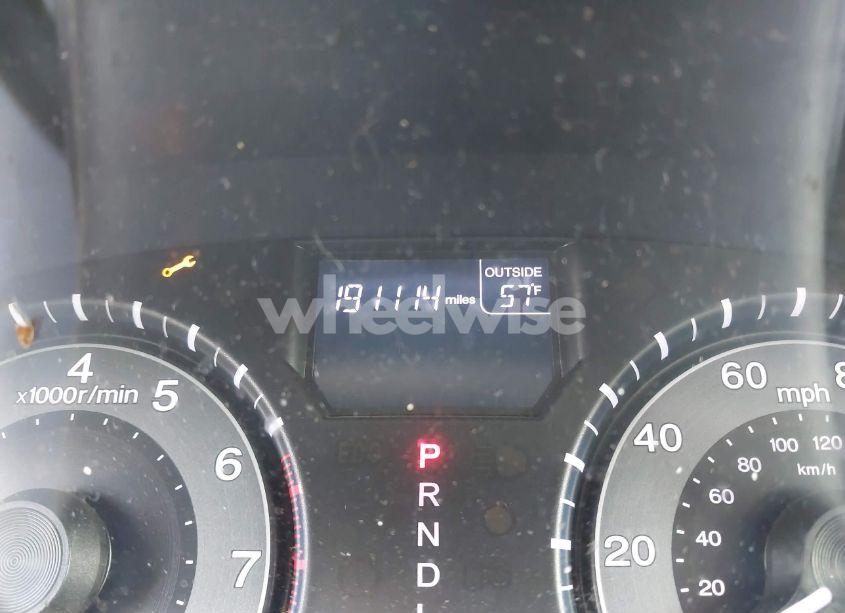 OUTSIDE
191114 miles 57°F
wheelwise
4 5 6 7
x1000r/min
P
R
N
D
20 40 60 8
mph
20 40 60 80 100 120
km/h